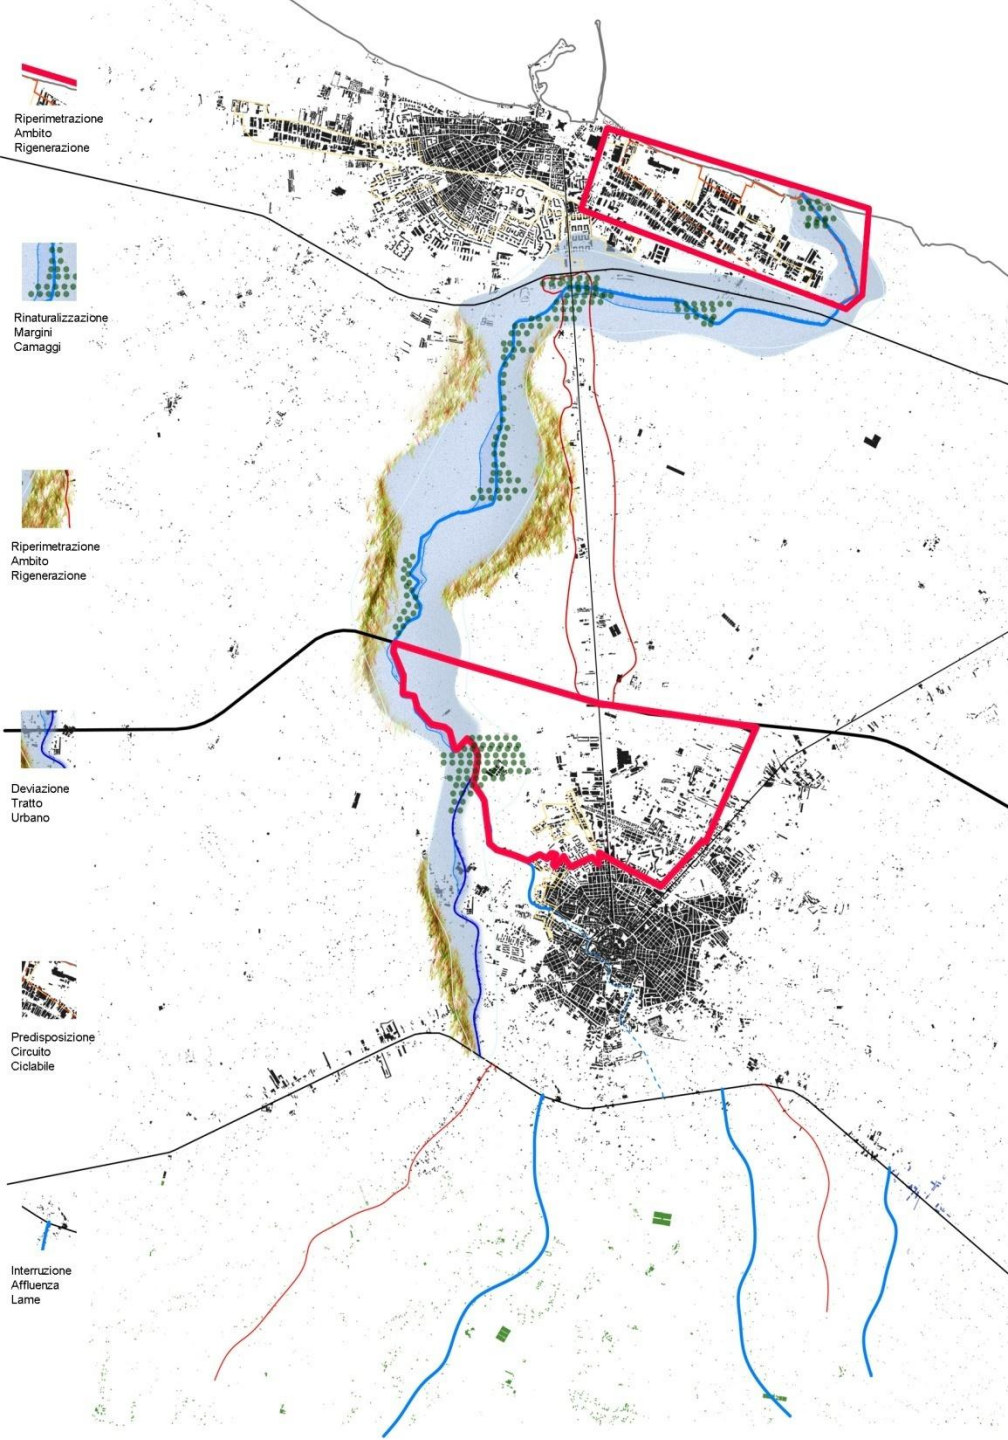 Riperimetrazione
Ambito
Rigenerazione
Rinaturalizzazione
Margini
Camaggi
Riperimetrazione
Ambito
Rigenerazione
Deviazione
Tratto
Urbano
Predisposizione
Circuito
Ciclabile
Interruzione
Affluenza
Lame